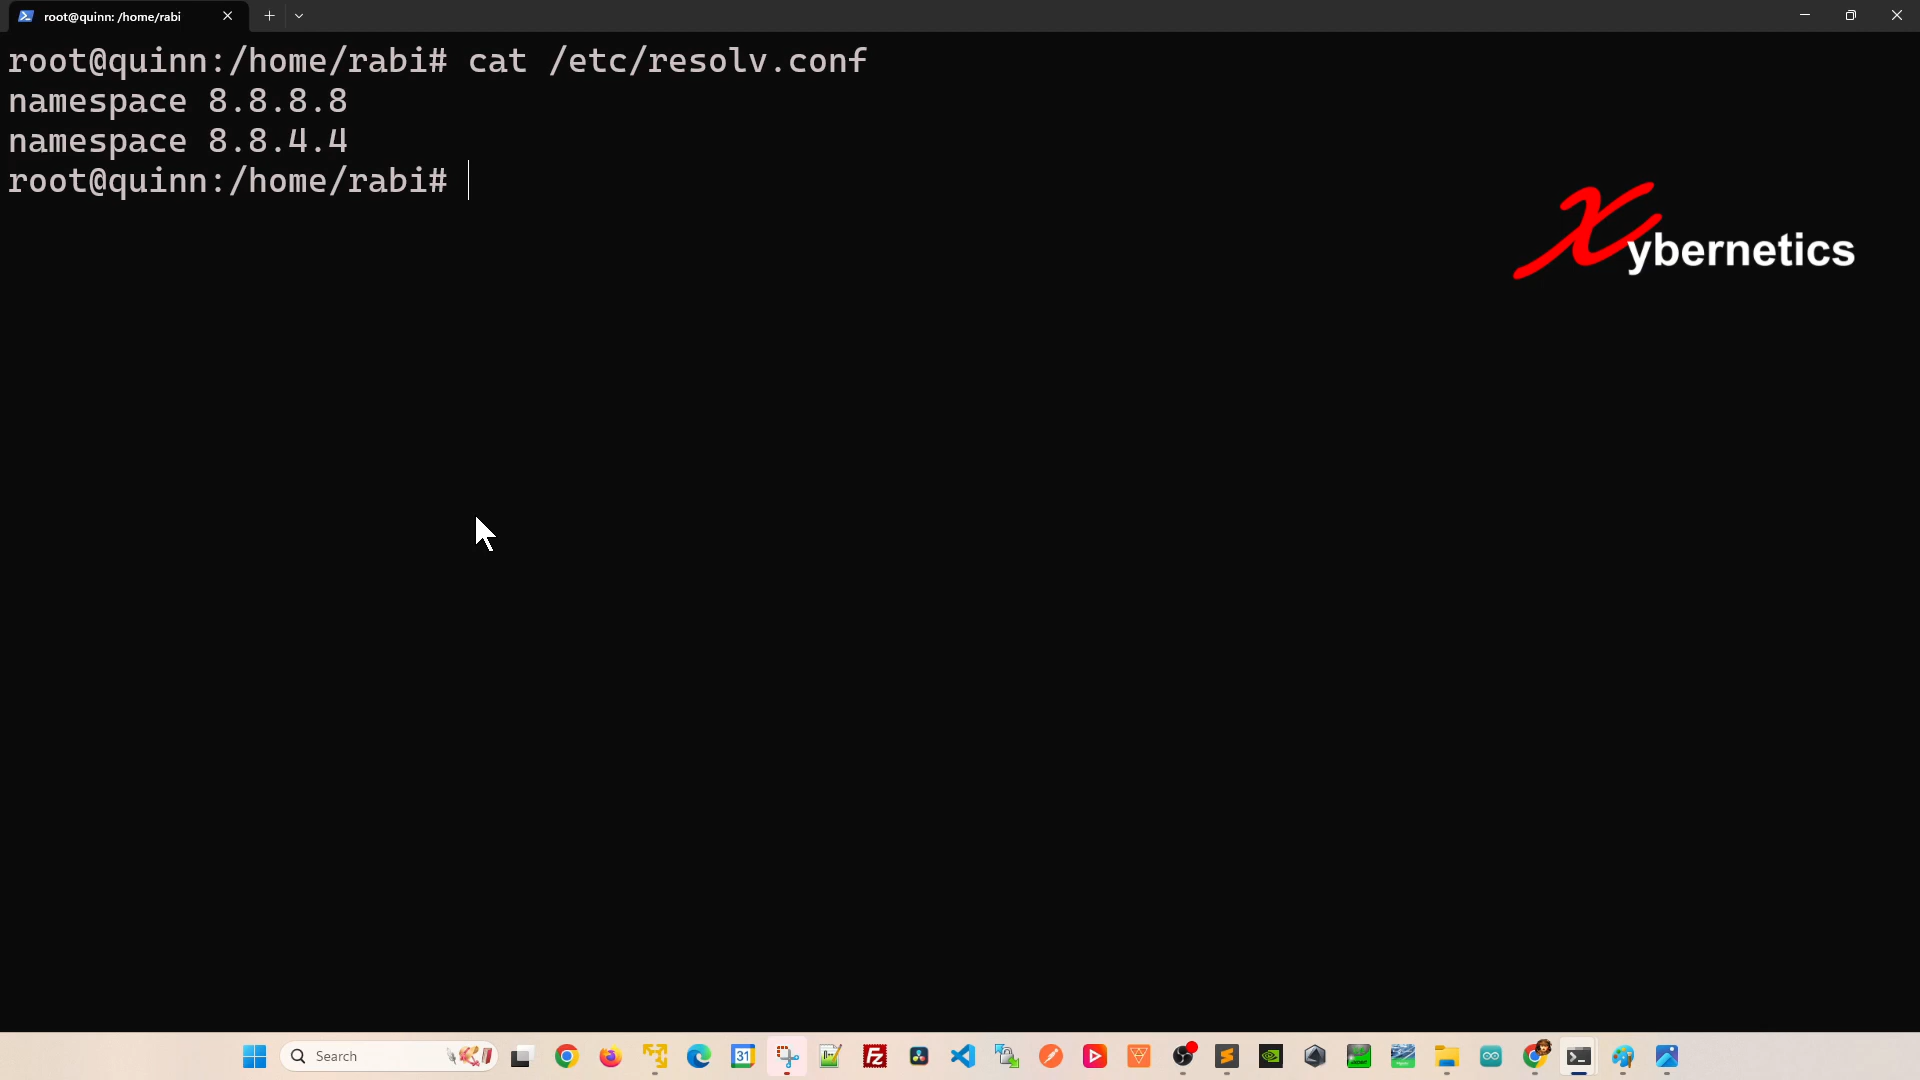 root@quinn: /home/rabi
root@quinn:/home/rabi# cat /etc/resolv.conf
namespace 8.8.8.8
namespace 8.8.4.4
root@quinn:/home/rabi#
Xybernetics
Search
31